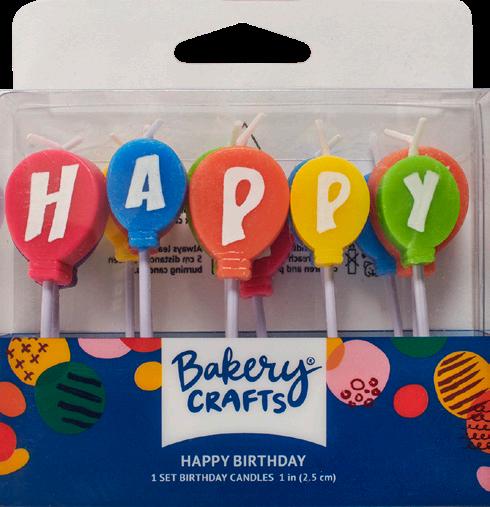 HAPPY
Bakery®
CRAFTS
HAPPY BIRTHDAY
1 SET BIRTHDAY CANDLES 1 in (2.5 cm)